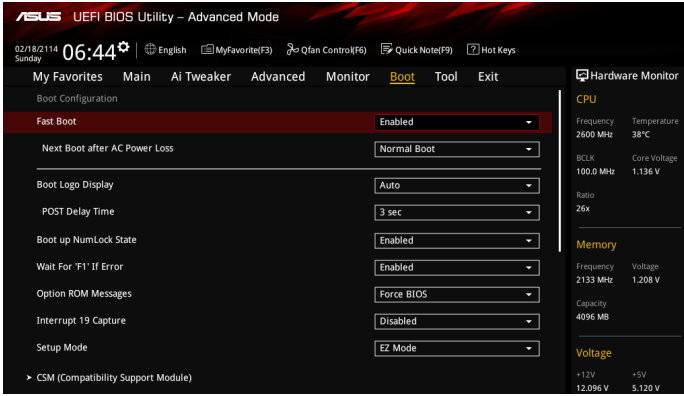 ASUS UEFI BIOS Utility – Advanced Mode
02/18/2114 Sunday 06:44 English MyFavorite(F3) Qfan Control(F6) Quick Note(F9) ? Hot Keys
My Favorites Main Ai Tweaker Advanced Monitor Boot Tool Exit
Boot Configuration
Fast Boot Enabled
Next Boot after AC Power Loss Normal Boot
Boot Logo Display Auto
POST Delay Time 3 sec
Boot up NumLock State Enabled
Wait For 'F1' If Error Enabled
Option ROM Messages Force BIOS
Interrupt 19 Capture Disabled
Setup Mode EZ Mode
CSM (Compatibility Support Module)
Hardware Monitor
CPU
Frequency Temperature
2600 MHz 38°C
BCLK Core Voltage
100.0 MHz 1.136 V
Ratio
26x
Memory
Frequency Voltage
2133 MHz 1.208 V
Capacity
4096 MB
Voltage
+12V +5V
12.096 V 5.120 V